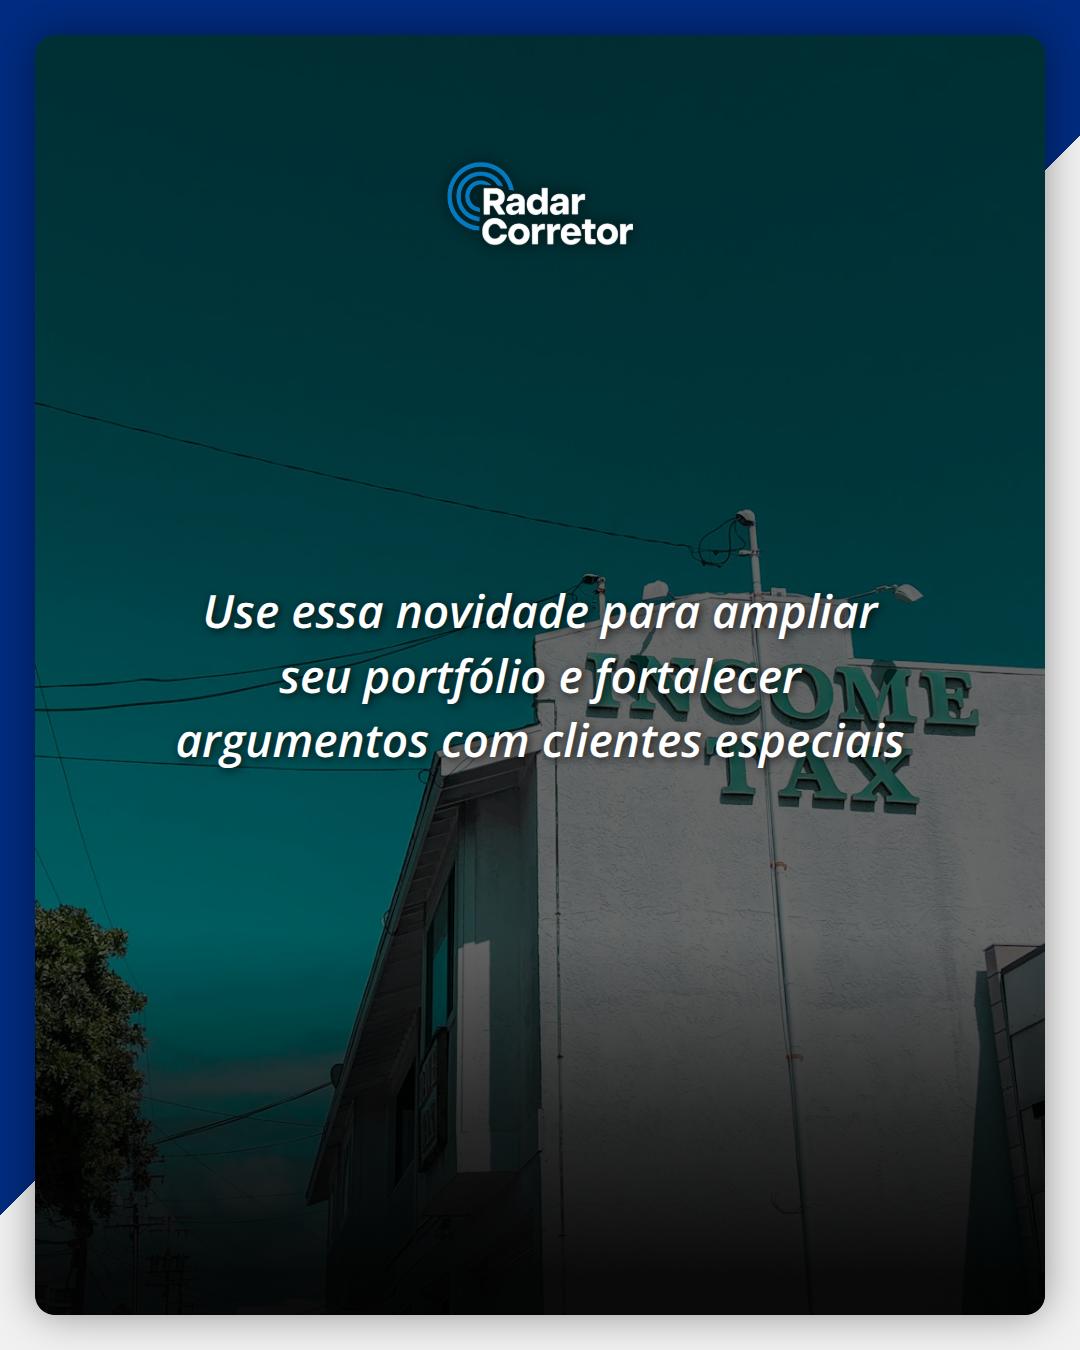 Radar
Corretor
Use essa novidade para ampliar
seu portfólio e fortalecer
argumentos com clientes especiais
INCOME
TAX